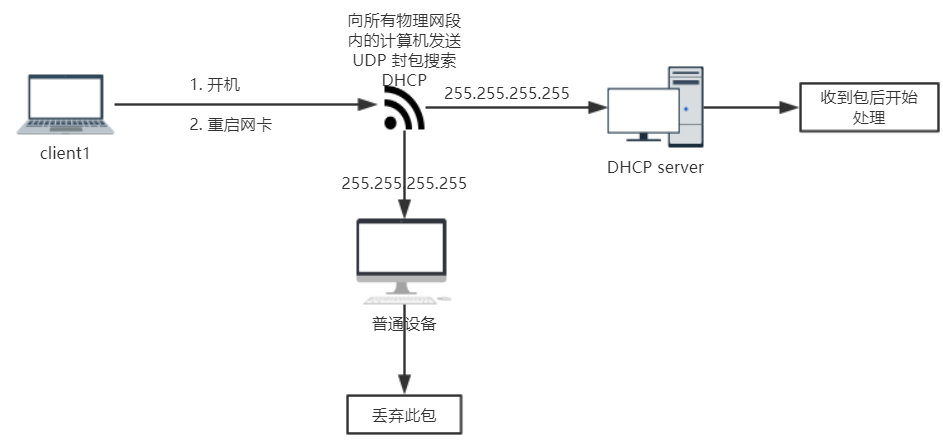 向所有物理网段
内的计算机发送
UDP 封包搜索
DHCP
1. 开机
2. 重启网卡
client1
255.255.255.255
DHCP server
收到包后开始
处理
255.255.255.255
普通设备
丢弃此包